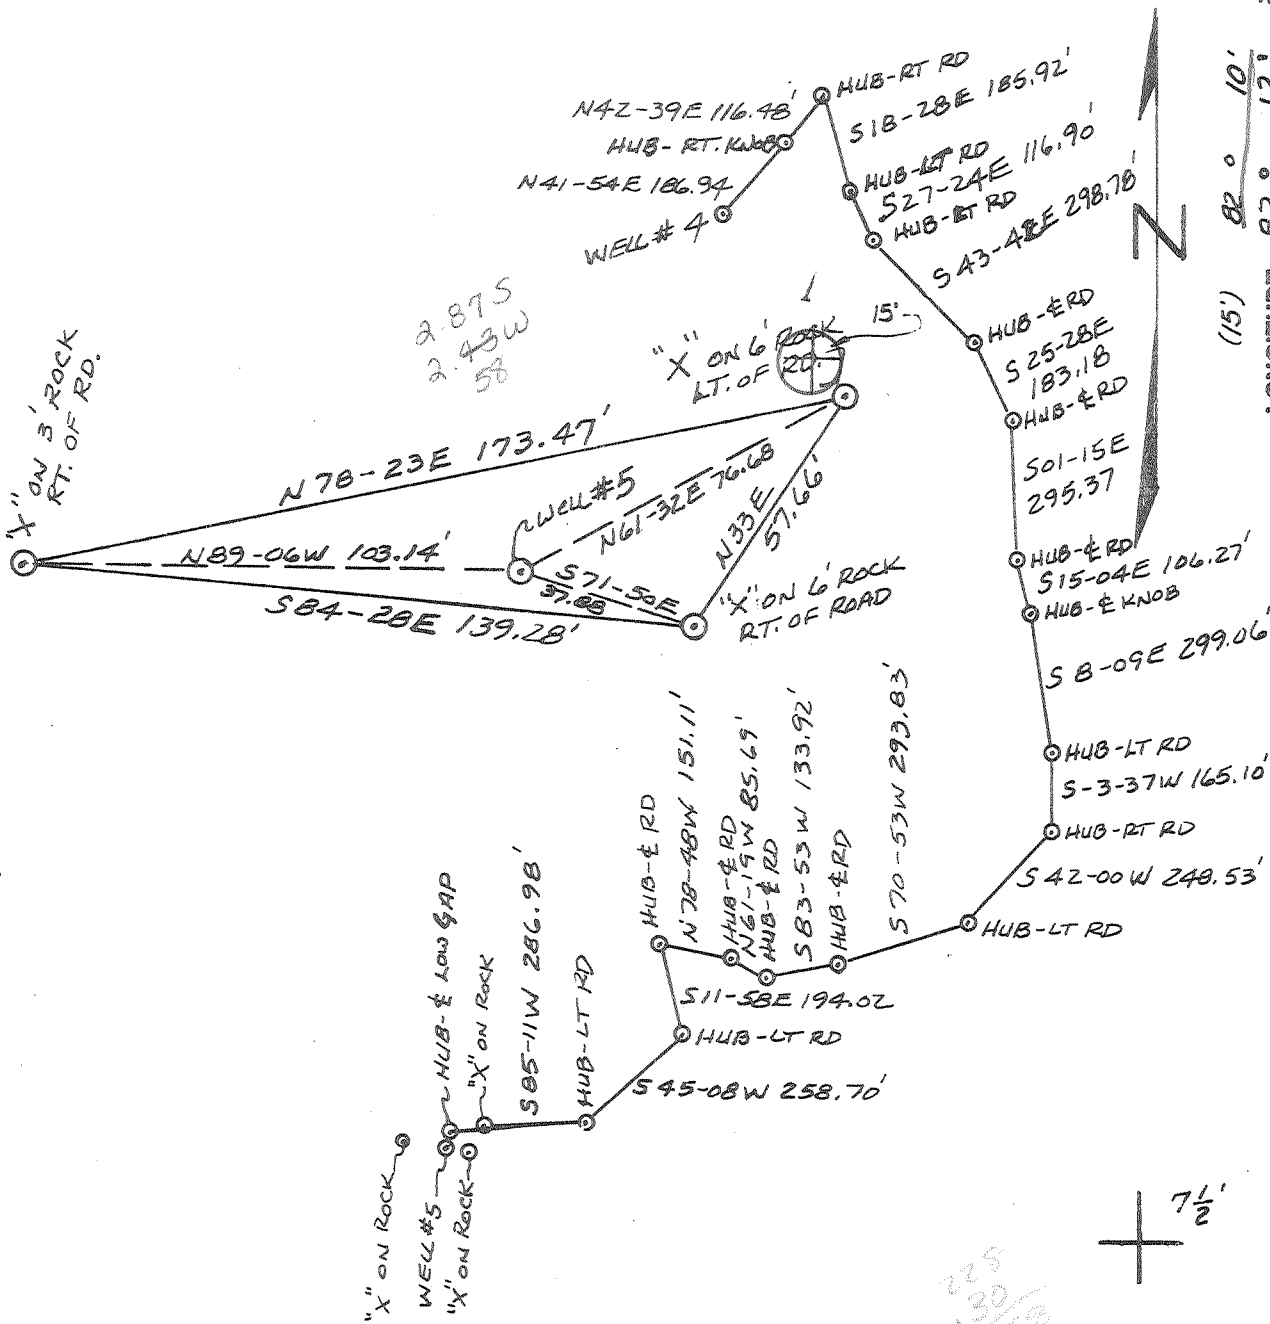 HUB-RT RD
N42-39E 116.48'
S18-28E 185.92'
HUB-RT. KNOB
N41-54E 186.94
WELL # 4
HUB-LT RD
S27-24E 116.90'
HUB- RD
S43- E 298.78'
N
(15')
82° 10'
2.87 S
2.43 W
58
1
15'
"X" ON 6' ROCK
LT. OF RD.
"X" ON 3' ROCK
RT. OF RD.
HUB-℄ RD
S25-28E
183.18
HUB-℄ RD
S01-15E
295.37
N78-23E 173.47'
WELL #5
N61-32E 76.68
N33E
57.66'
N89-06W 103.14'
S71-50E
37.88
S84-28E 139.28'
"X" ON 6' ROCK
RT. OF ROAD
HUB-℄ RD
S15-04E 106.27'
HUB-℄ KNOB
S8-09E 299.06'
HUB-LT RD
S-3-37W 165.10'
HUB-RT RD
S42-00W 248.53'
HUB-LT RD
S70-53W 293.83'
HUB-℄ RD
S83-53W 133.92'
HUB-℄ RD
N61-19W 85.69'
HUB-℄ RD
N78-48W 151.11'
HUB-℄ RD
S11-58E 194.02
HUB-LT RD
S45-08W 258.70'
HUB-LT RD
S85-11W 286.98'
"X" ON ROCK
HUB-℄ LOW GAP
"X" ON ROCK
WELL #5
"X" ON ROCK
7 1/2'